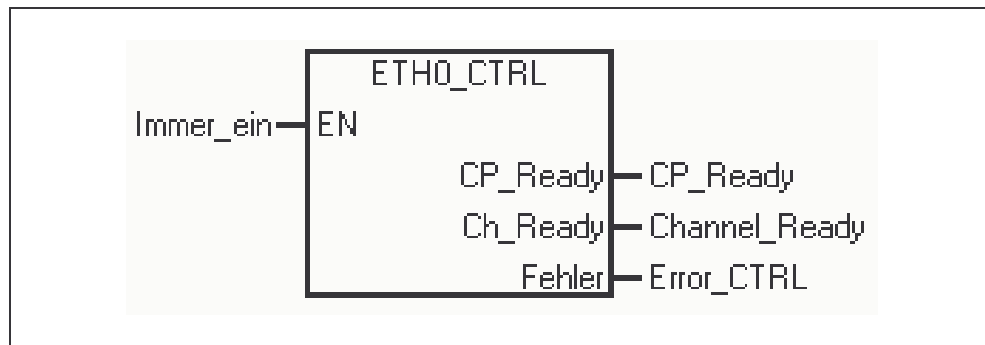 ETH0_CTRL
Immer_ein EN
CP_Ready CP_Ready
Ch_Ready Channel_Ready
Fehler Error_CTRL